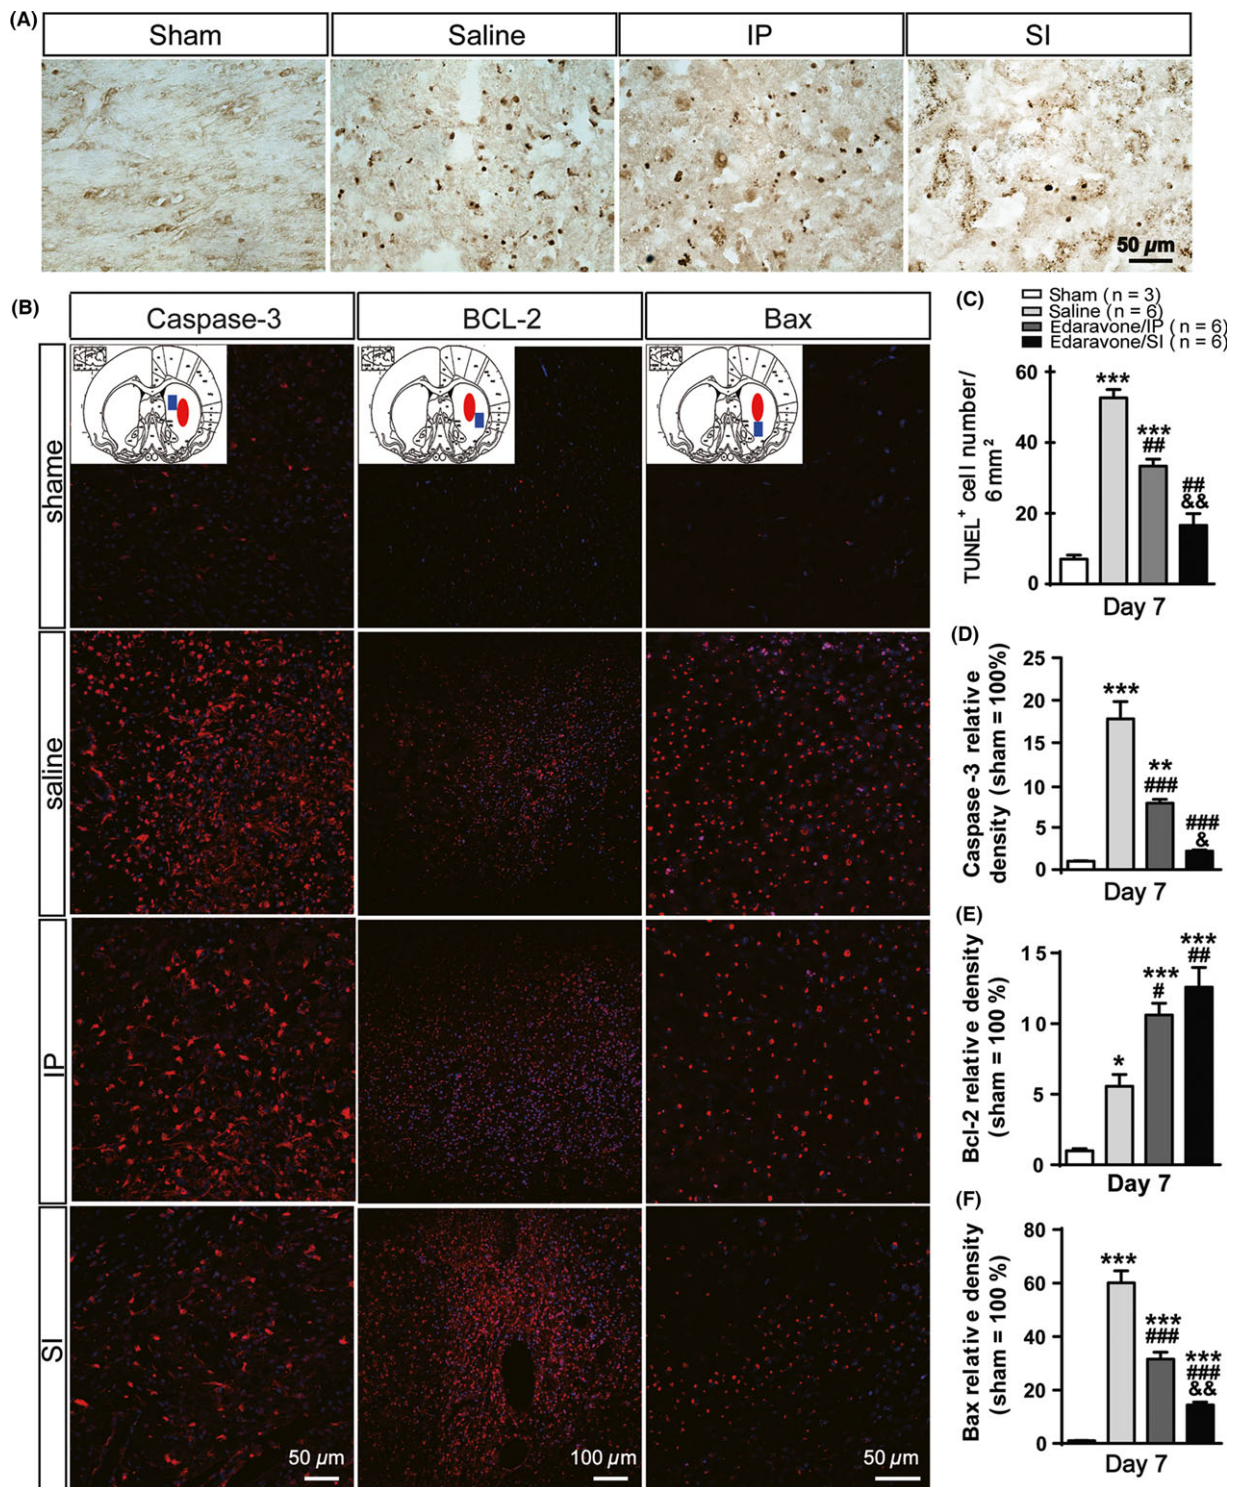 (A)
Sham
Saline
IP
SI
50 µm
(B)
Caspase-3
BCL-2
Bax
shame
saline
IP
SI
50 µm
100 µm
50 µm
(C)
Sham ( n = 3)
Saline ( n = 6)
Edaravone/IP ( n = 6)
Edaravone/SI ( n = 6)
TUNEL+ cell number/
6 mm²
60
40
20
0
***
***
##
##
&&
Day 7
(D)
Caspase -3 relative
density (sham = 100%)
25
20
15
10
5
0
***
**
###
###
&
Day 7
(E)
Bcl-2 relative density
(sham = 100 %)
15
10
5
0
*
***
#
***
##
Day 7
(F)
Bax relative density
(sham = 100 %)
80
60
40
20
0
***
***
###
***
###
&&
Day 7